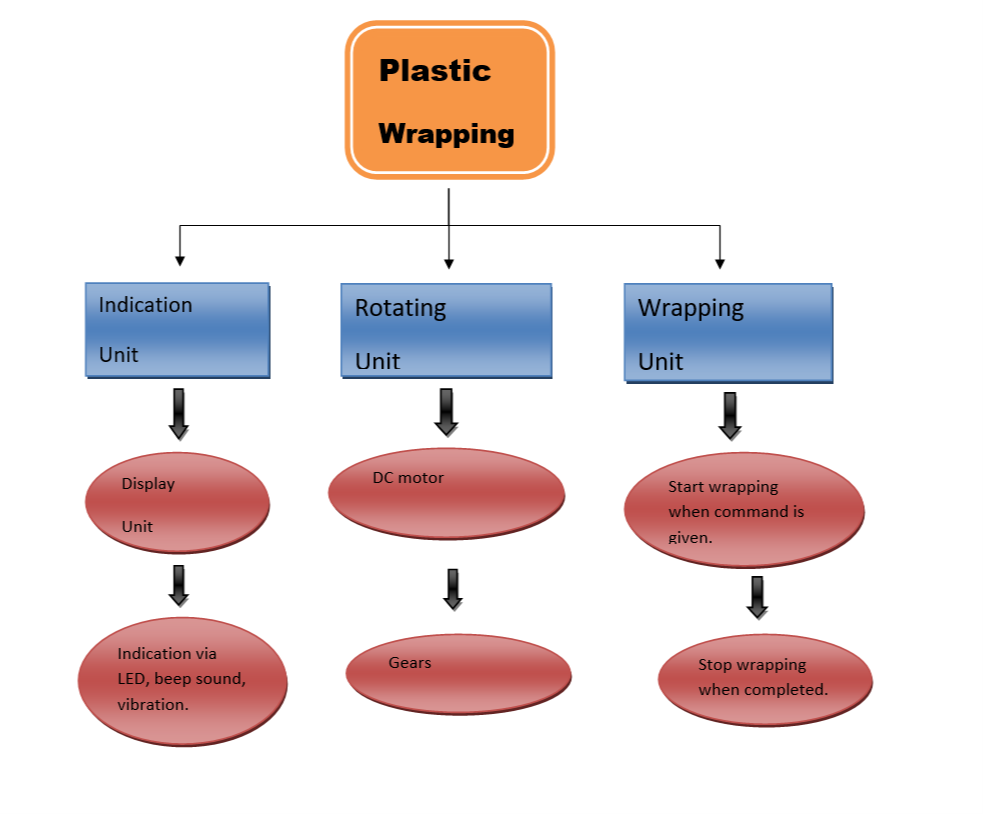 Plastic
Wrapping
Indication
Unit
Rotating
Unit
Wrapping
Unit
Display
Unit
DC motor
Start wrapping
when command is
given.
Indication via
LED, beep sound,
vibration.
Gears
Stop wrapping
when completed.